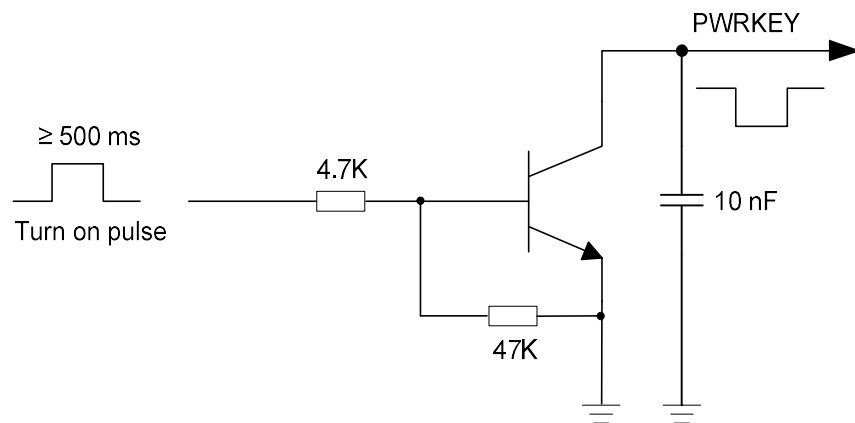 PWRKEY
≥ 500 ms
4.7K
Turn on pulse
10 nF
47K